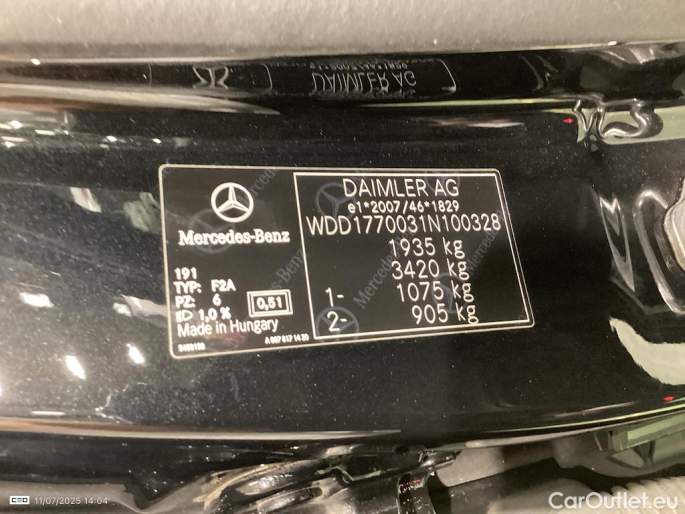 DAIMLER AG
Mercedes-Benz
191
TYP: F2A
PZ: 6
1,0 %
0,51
Made in Hungary
DAIMLER AG
e1*2007/46*1829
WDD1770031N100328
1935 kg
3420 kg
1- 1075 kg
2- 905 kg
11/07/2025 14:04
CarOutlet.eu